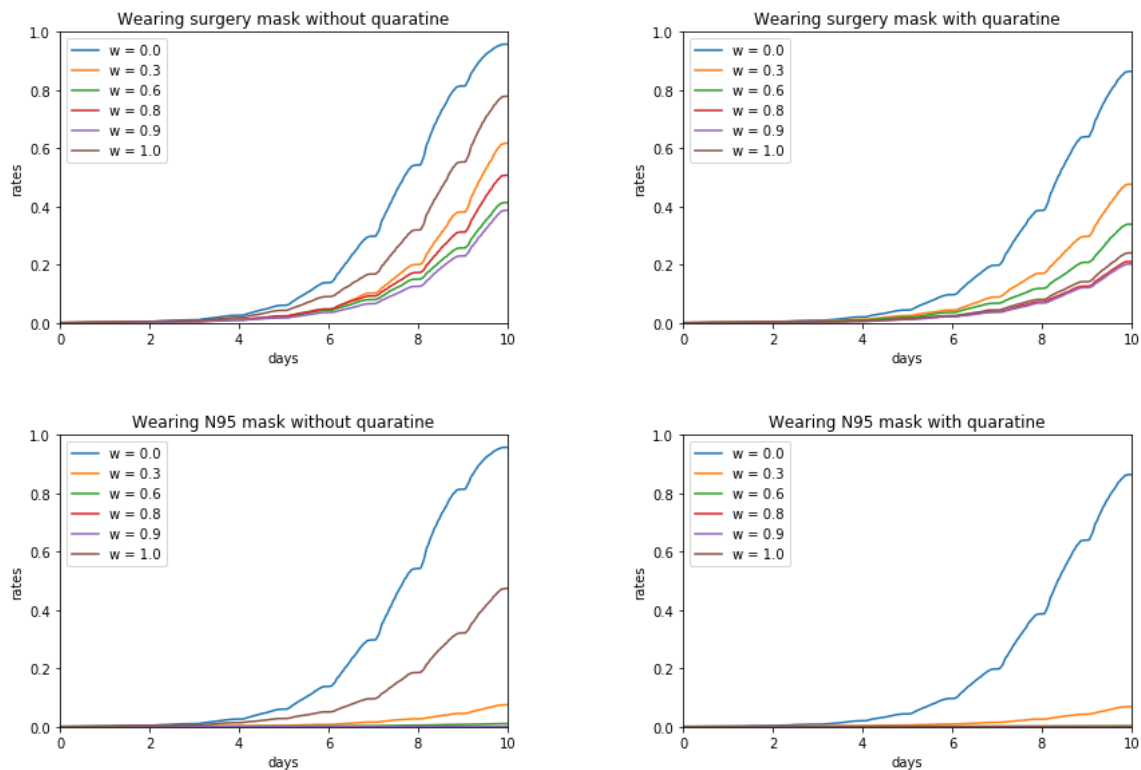 Wearing surgery mask without quaratine
1.0
0.8
0.6
0.4
0.2
0.0
rates
w = 0.0
w = 0.3
w = 0.6
w = 0.8
w = 0.9
w = 1.0
0 2 4 6 8 10
days
Wearing surgery mask with quaratine
1.0
0.8
0.6
0.4
0.2
0.0
rates
w = 0.0
w = 0.3
w = 0.6
w = 0.8
w = 0.9
w = 1.0
0 2 4 6 8 10
days
Wearing N95 mask without quaratine
1.0
0.8
0.6
0.4
0.2
0.0
rates
w = 0.0
w = 0.3
w = 0.6
w = 0.8
w = 0.9
w = 1.0
0 2 4 6 8 10
days
Wearing N95 mask with quaratine
1.0
0.8
0.6
0.4
0.2
0.0
rates
w = 0.0
w = 0.3
w = 0.6
w = 0.8
w = 0.9
w = 1.0
0 2 4 6 8 10
days